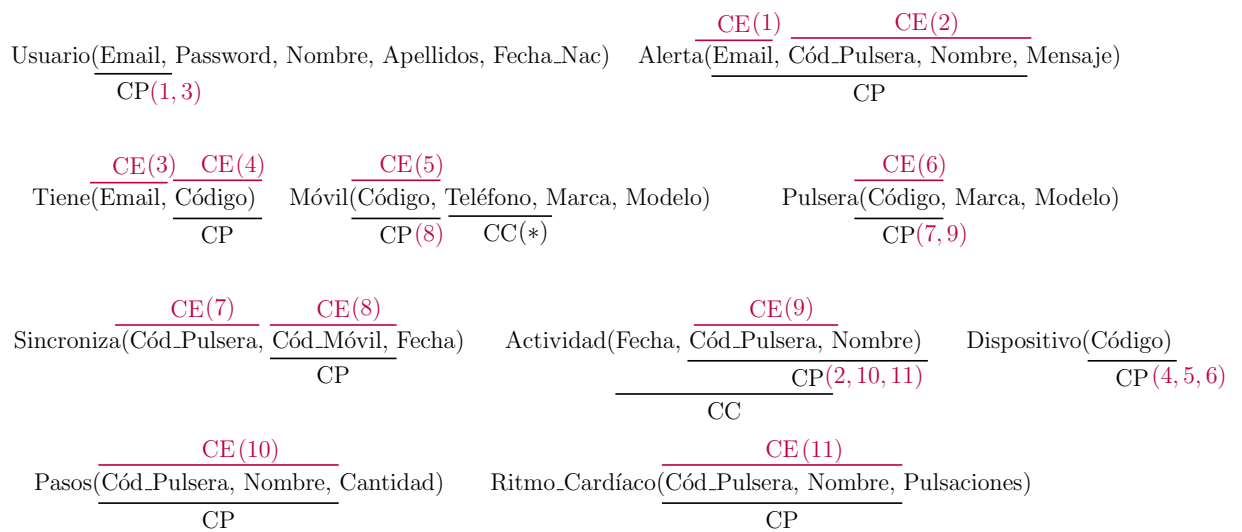 CE(1) CE(2)
Usuario(Email, Password, Nombre, Apellidos, Fecha_Nac) Alerta(Email, Cód_Pulsera, Nombre, Mensaje)
CP(1, 3) CP
CE(3) CE(4) CE(5) CE(6)
Tiene(Email, Código) Móvil(Código, Teléfono, Marca, Modelo) Pulsera(Código, Marca, Modelo)
CP CP(8) CC(*) CP(7, 9)
CE(7) CE(8) CE(9)
Sincroniza(Cód_Pulsera, Cód_Móvil, Fecha) Actividad(Fecha, Cód_Pulsera, Nombre) Dispositivo(Código)
CP CP(2, 10, 11) CP(4, 5, 6)
CC
CE(10) CE(11)
Pasos(Cód_Pulsera, Nombre, Cantidad) Ritmo_Cardíaco(Cód_Pulsera, Nombre, Pulsaciones)
CP CP